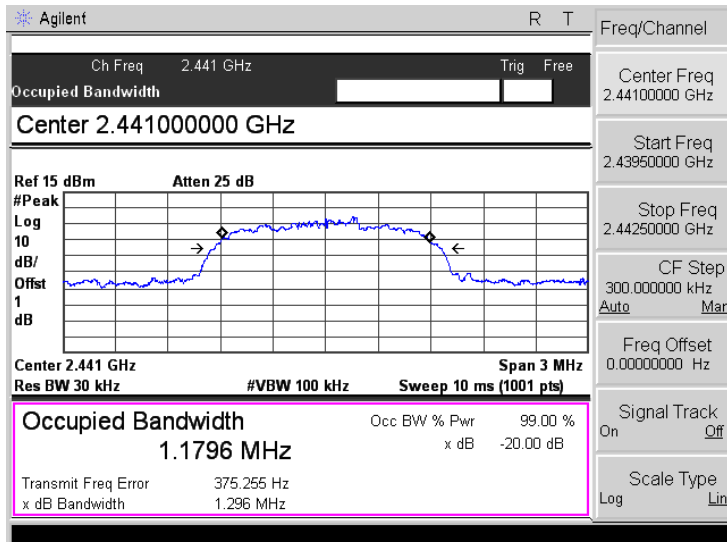 Agilent
R T
Ch Freq 2.441 GHz Trig Free
Occupied Bandwidth
Center 2.441000000 GHz
Ref 15 dBm Atten 25 dB
#Peak
Log
10
dB/
Offst
1
dB
Center 2.441 GHz Span 3 MHz
Res BW 30 kHz #VBW 100 kHz Sweep 10 ms (1001 pts)
Occupied Bandwidth
1.1796 MHz
Occ BW % Pwr 99.00 %
x dB -20.00 dB
Transmit Freq Error 375.255 Hz
x dB Bandwidth 1.296 MHz
Freq/Channel
Center Freq
2.44100000 GHz
Start Freq
2.43950000 GHz
Stop Freq
2.44250000 GHz
CF Step
300.000000 kHz
Auto Man
Freq Offset
0.00000000 Hz
Signal Track
On Off
Scale Type
Log Lin